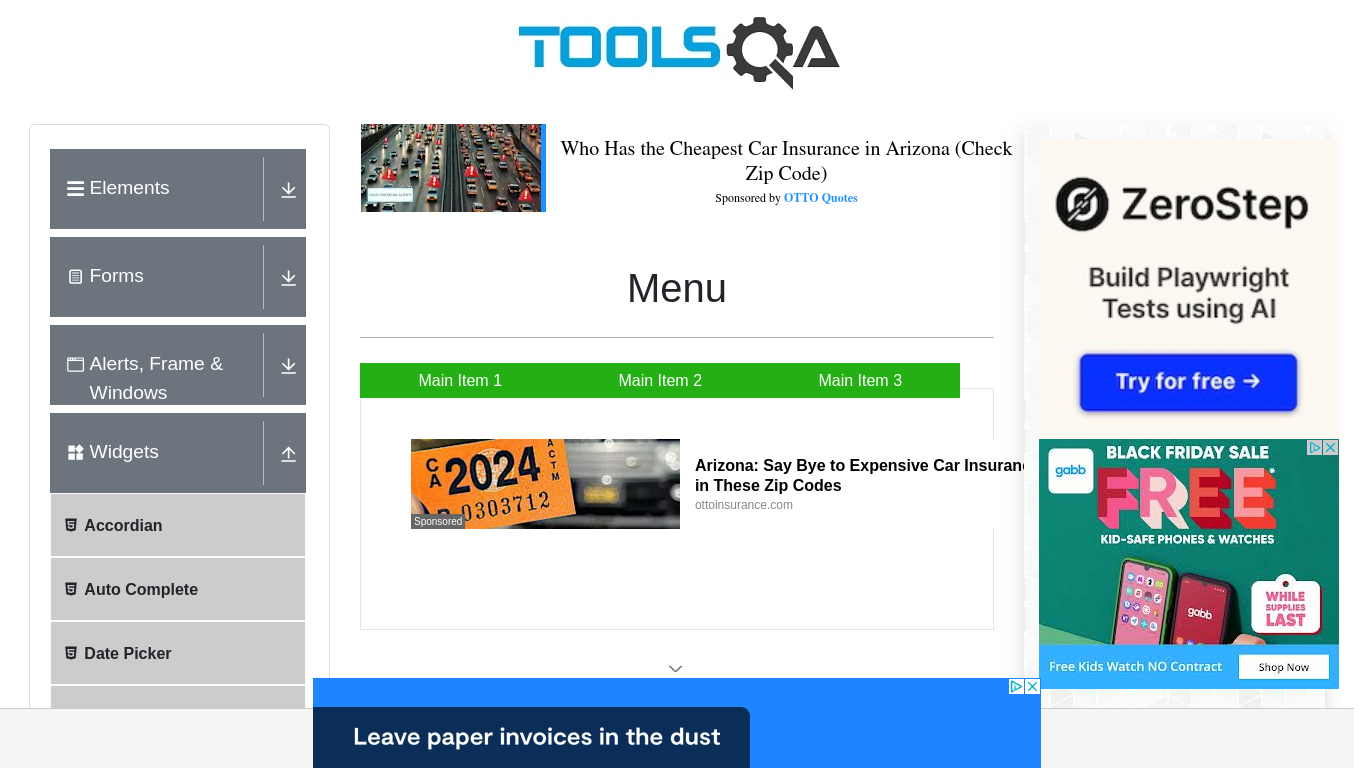 TOOLSQA
Elements
Forms
Alerts, Frame &
Windows
Widgets
Accordian
Auto Complete
Date Picker
Who Has the Cheapest Car Insurance in Arizona (Check
Zip Code)
Sponsored by OTTO Quotes
Menu
Main Item 1
Main Item 2
Main Item 3
CA
2024
ACTM
0303712
Sponsored
Arizona: Say Bye to Expensive Car Insuranc
in These Zip Codes
ottoinsurance.com
ZeroStep
Build Playwright
Tests using AI
Try for free →
gabb
BLACK FRIDAY SALE
FREE*
KID-SAFE PHONES & WATCHES
gabb
WHILE
SUPPLIES
LAST
Free Kids Watch NO Contract
Shop Now
Leave paper invoices in the dust